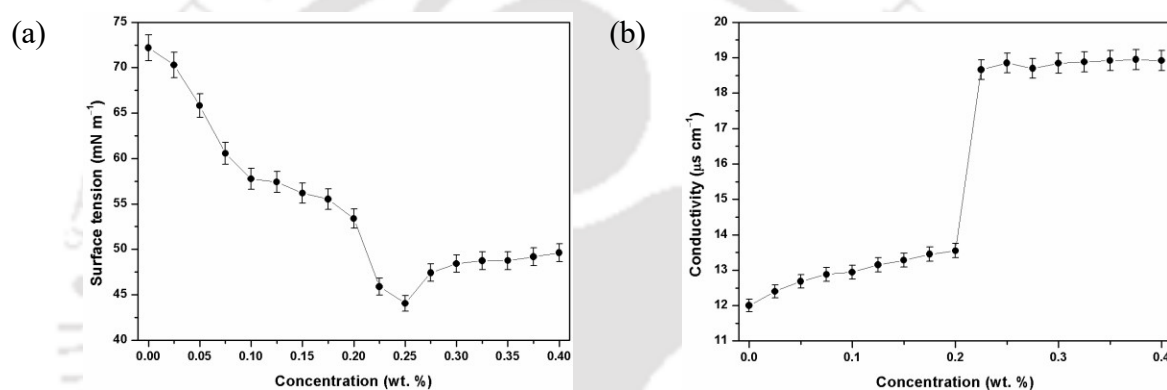 (a)
75
70
65
60
55
50
45
40
Surface tension (mN m⁻¹)
0.00 0.05 0.10 0.15 0.20 0.25 0.30 0.35 0.40
Concentration (wt. %)
(b)
20
19
18
17
16
15
14
13
12
11
Conductivity (μs cm⁻¹)
0.0 0.1 0.2 0.3 0.4
Concentration (wt. %)